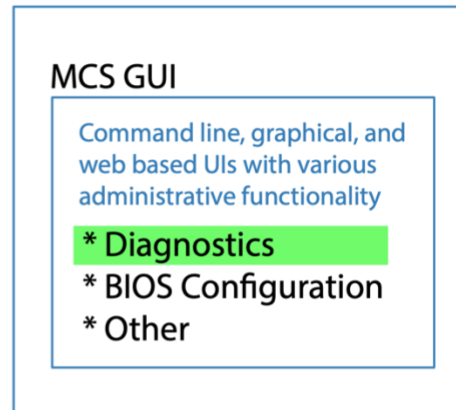 MCS GUI
Command line, graphical, and
web based UIs with various
administrative functionality
* Diagnostics
* BIOS Configuration
* Other